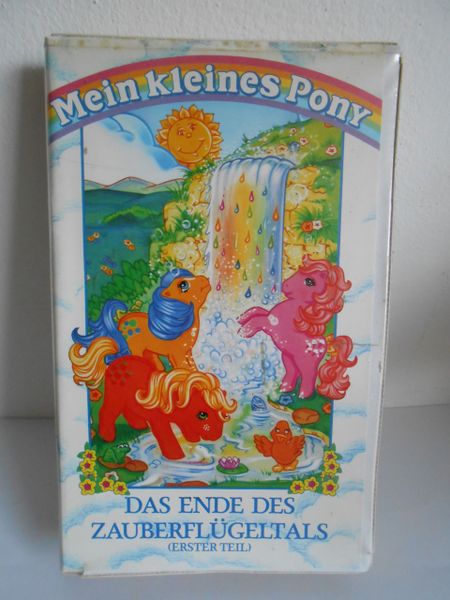 Mein kleines Pony
DAS ENDE DES
ZAUBERFLÜGELTALS
(ERSTER TEIL)